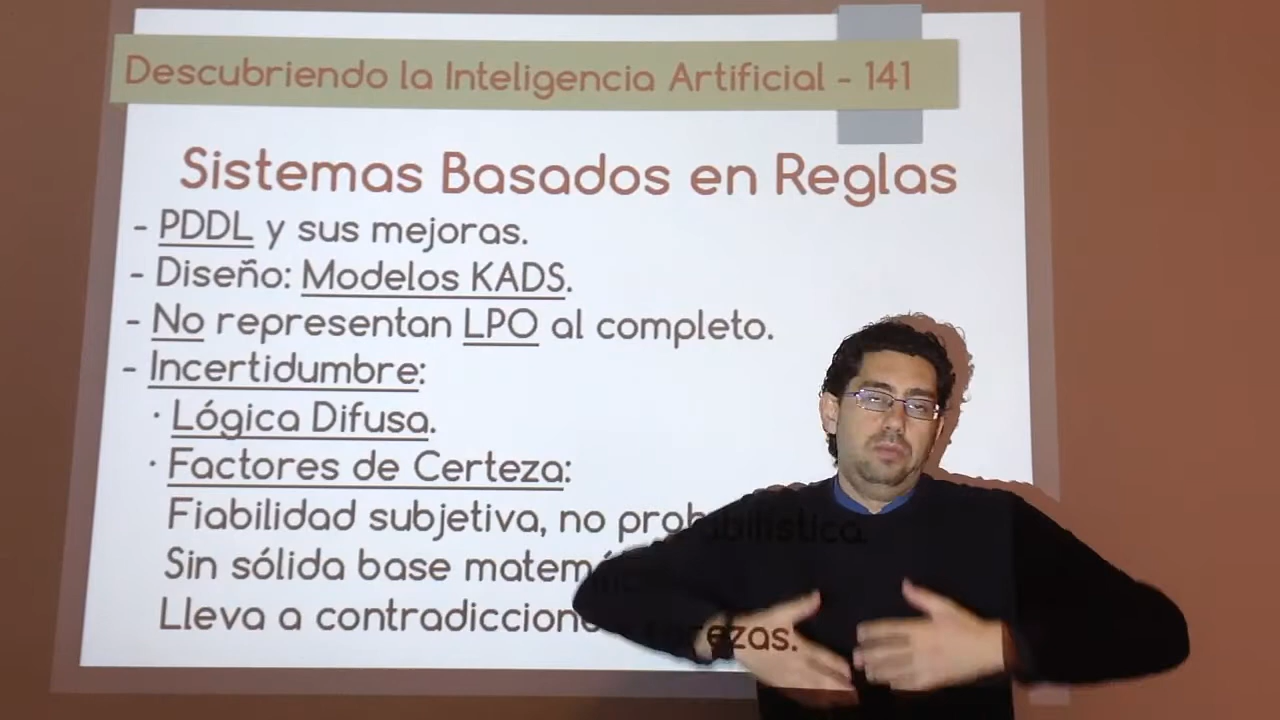 Descubriendo la Inteligencia Artificial - 141
Sistemas Basados en Reglas
- PDDL y sus mejoras.
- Diseño: Modelos KADS.
- No representan LPO al completo.
- Incertidumbre:
· Lógica Difusa.
· Factores de Certeza:
Fiabilidad subjetiva, no probabilística.
Sin sólida base
Lleva a